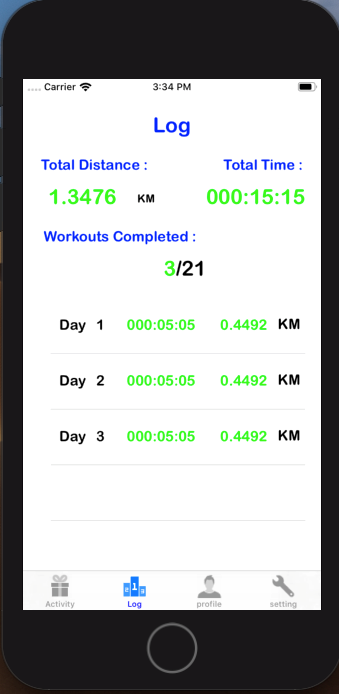 Carrier 3:34 PM
Log
Total Distance : Total Time :
1.3476 KM 000:15:15
Workouts Completed :
3/21
Day 1 000:05:05 0.4492 KM
Day 2 000:05:05 0.4492 KM
Day 3 000:05:05 0.4492 KM
1
Activity Log profile setting